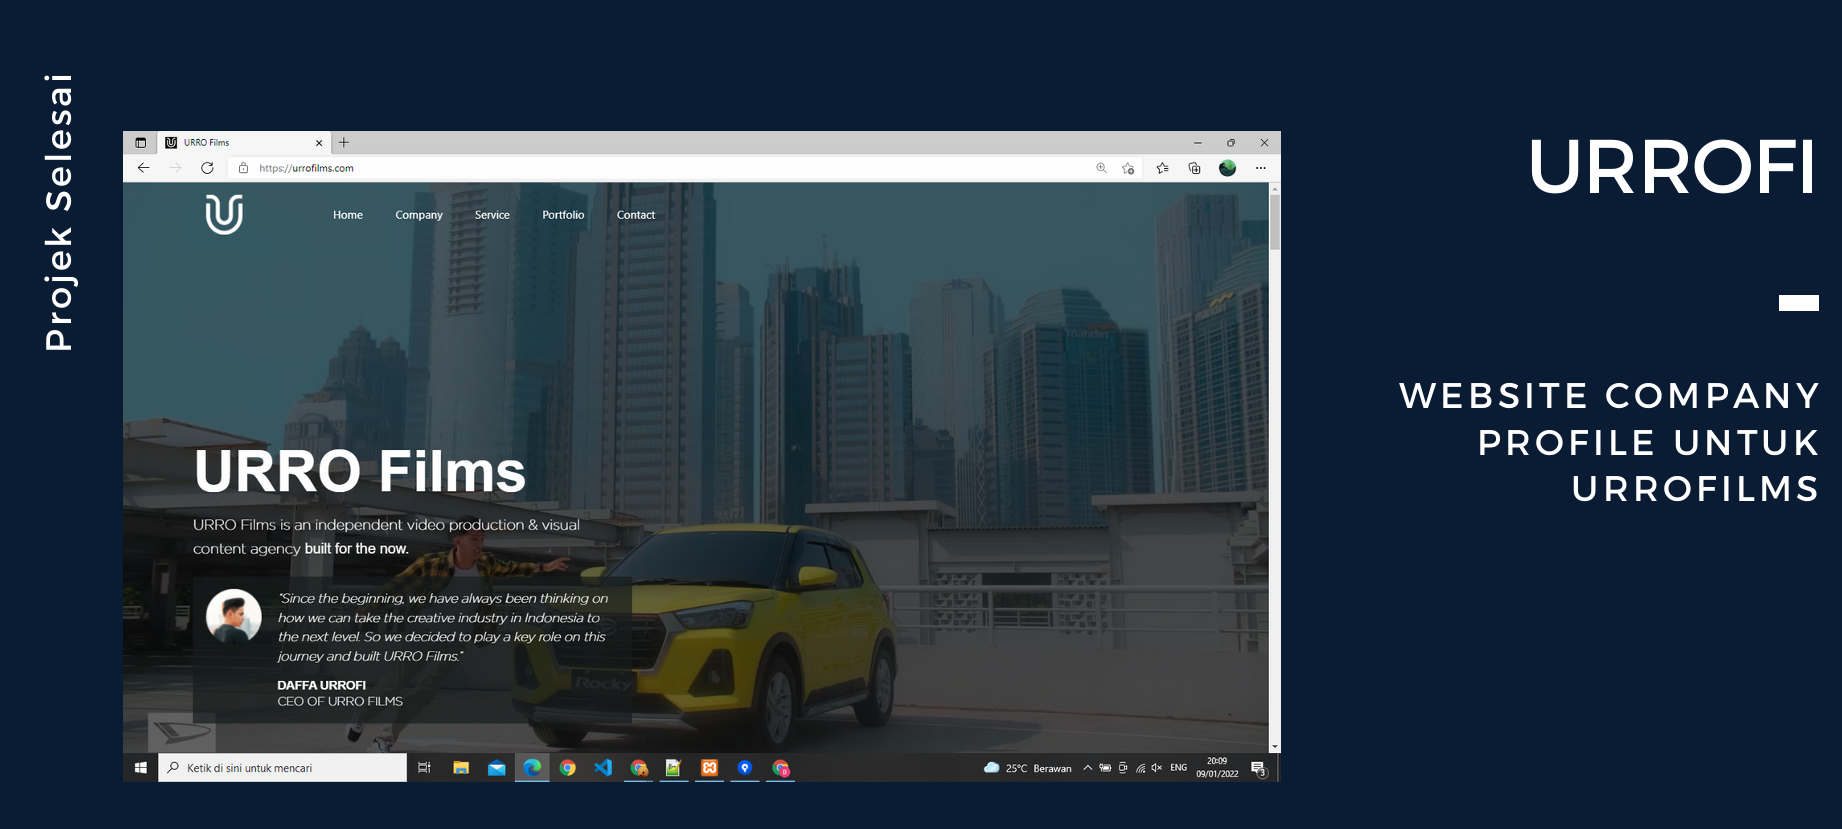 Projek Selesai
URRO Films
https://urrofilms.com
Home Company Service Portfolio Contact
mandiri
URRO Films
URRO Films is an independent video production & visual
content agency built for the now.
"Since the beginning, we have always been thinking on
how we can take the creative industry in Indonesia to
the next level. So we decided to play a key role on this
journey and built URRO Films."
DAFFA URROFI
CEO OF URRO FILMS
Rocky
Ketik di sini untuk mencari
25°C Berawan
ENG
20:09
09/01/2022
3
URROFI
WEBSITE COMPANY
PROFILE UNTUK
URROFILMS